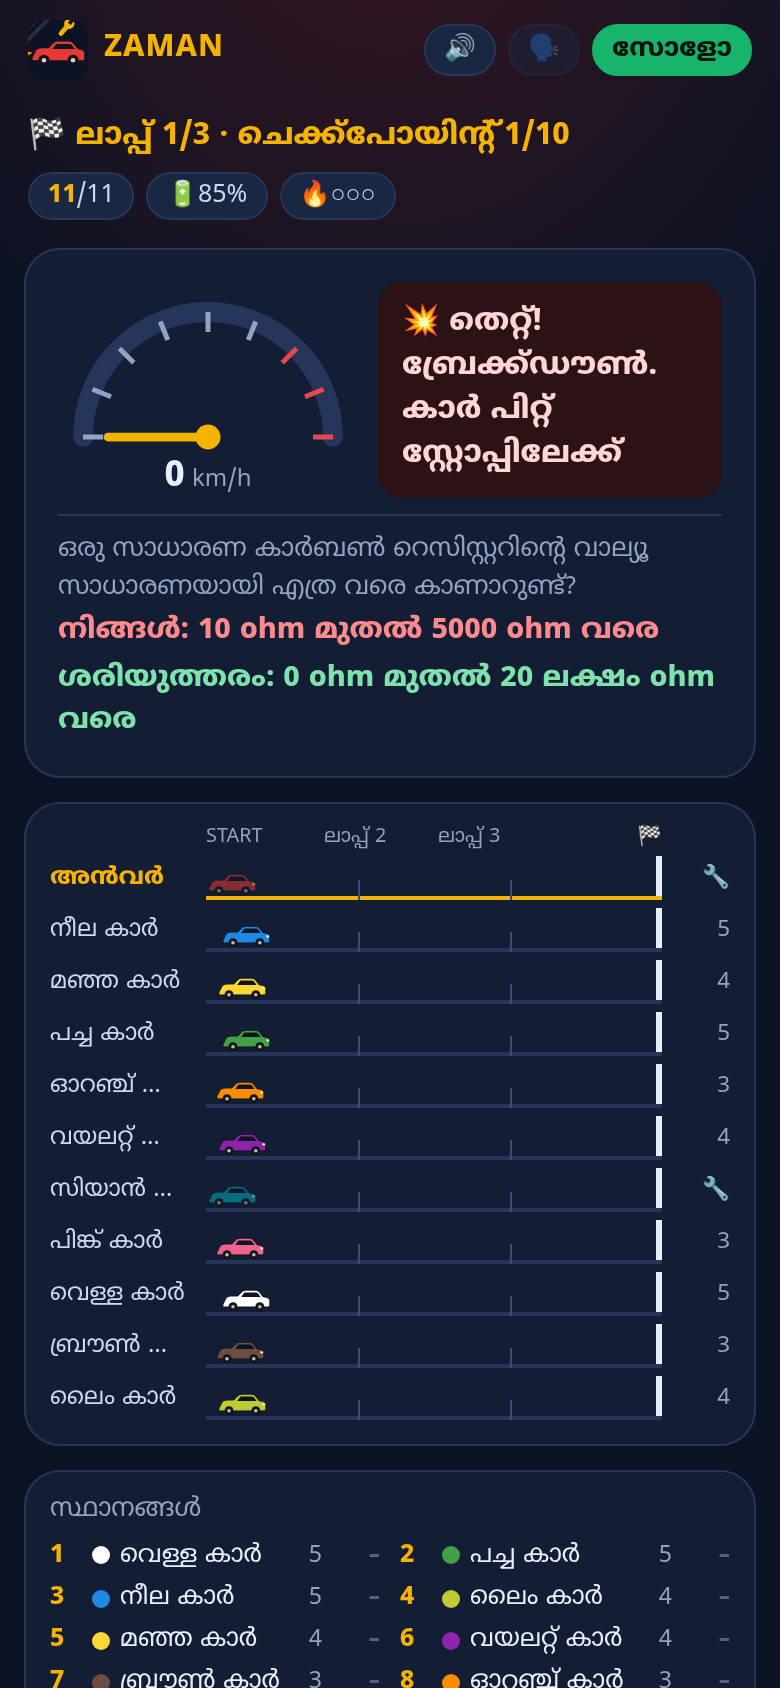 ZAMAN
സോളോ
ലാപ്പ് 1/3 · ചെക്ക്പോയിന്റ് 1/10
11/11
85%
തെറ്റ്!
ബ്രേക്ക്ഡൗൺ.
കാർ പിറ്റ്
സ്റ്റോപ്പിലേക്ക്
0 km/h
ഒരു സാധാരണ കാർബൺ റെസിസ്റ്ററിന്റെ വാല്യൂ
സാധാരണയായി എത്ര വരെ കാണാറുണ്ട്?
നിങ്ങൾ: 10 ohm മുതൽ 5000 ohm വരെ
ശരിയുത്തരം: 0 ohm മുതൽ 20 ലക്ഷം ohm
വരെ
START ലാപ്പ് 2 ലാപ്പ് 3
അൻവർ
നീല കാർ 5
മഞ്ഞ കാർ 4
പച്ച കാർ 5
ഓറഞ്ച് ... 3
വയലറ്റ് ... 4
സിയാൻ ...
പിങ്ക് കാർ 3
വെള്ള കാർ 5
ബ്രൗൺ ... 3
ലൈം കാർ 4
സ്ഥാനങ്ങൾ
1 വെള്ള കാർ 5 – 2 പച്ച കാർ 5 –
3 നീല കാർ 5 – 4 ലൈം കാർ 4 –
5 മഞ്ഞ കാർ 4 – 6 വയലറ്റ് കാർ 4 –
7 ബ്രൗൺ കാർ 3 – 8 ഓറഞ്ച് കാർ 3 –